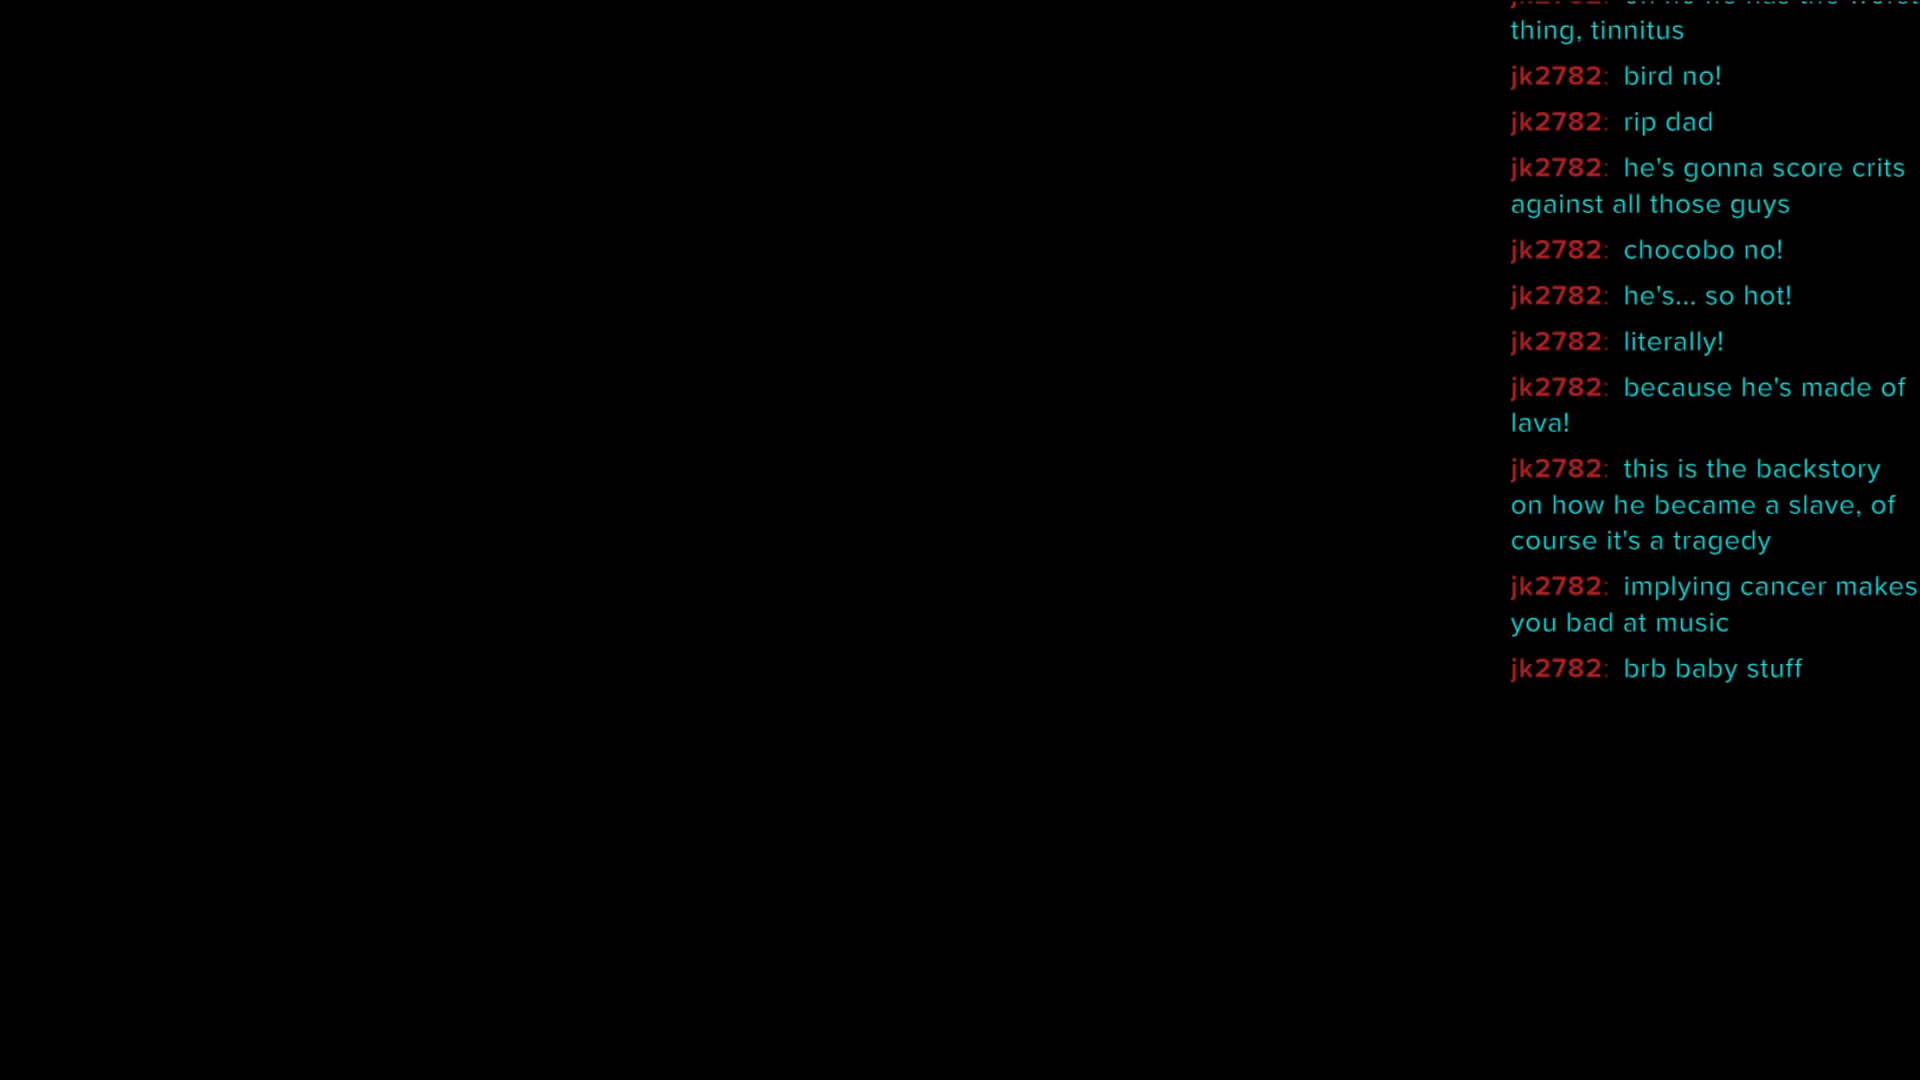 thing, tinnitus
jk2782: bird no!
jk2782: rip dad
jk2782: he's gonna score crits
against all those guys
jk2782: chocobo no!
jk2782: he's... so hot!
jk2782: literally!
jk2782: because he's made of
lava!
jk2782: this is the backstory
on how he became a slave, of
course it's a tragedy
jk2782: implying cancer makes
you bad at music
jk2782: brb baby stuff